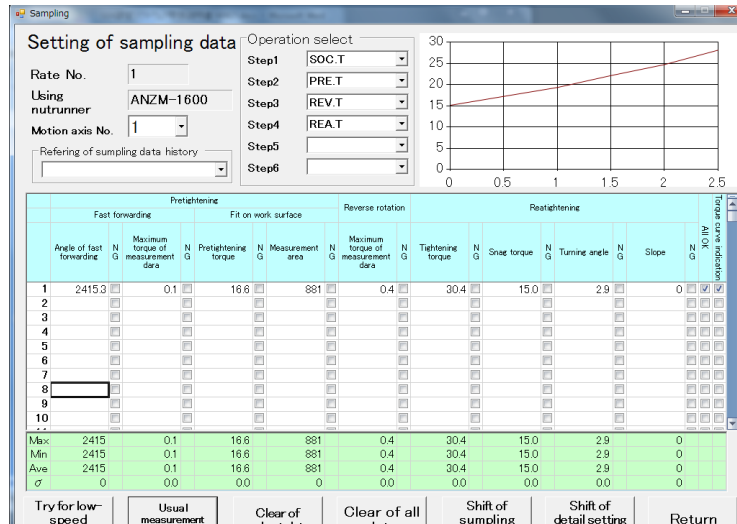 Sampling
Setting of sampling data
Rate No. 1
Using nutrunner ANZM-1600
Motion axis No. 1
Refering of sumpling data history
Operation select
Step1 SOC.T
Step2 PRE.T
Step3 REV.T
Step4 REA.T
Step5
Step6
30
25
20
15
10
5
0
0 0.5 1 1.5 2 2.5
Pretightening Reverse rotation Reatightening All OK Torque curve indication
Fast forwarding Fit on work surface
Angle of fast forwarding NG Maximum torque of measurement dara NG Pretightening torque NG Measurement area NG Maximum torque of measurement dara NG Tightening torque NG Snag torque NG Turning angle NG Slope NG
1 2415.3 0.1 16.6 881 0.4 30.4 15.0 2.9 0
2
3
4
5
6
7
8
9
10
Max 2415 0.1 16.6 881 0.4 30.4 15.0 2.9 0
Min 2415 0.1 16.6 881 0.4 30.4 15.0 2.9 0
Ave 2415 0.1 16.6 881 0.4 30.4 15.0 2.9 0
σ 0 0.0 0.0 0 0.0 0.0 0.0 0.0 0
Try for low-speed
Usual measurement
Clear of
Clear of all
Shift of sumpling
Shift of detail setting
Return